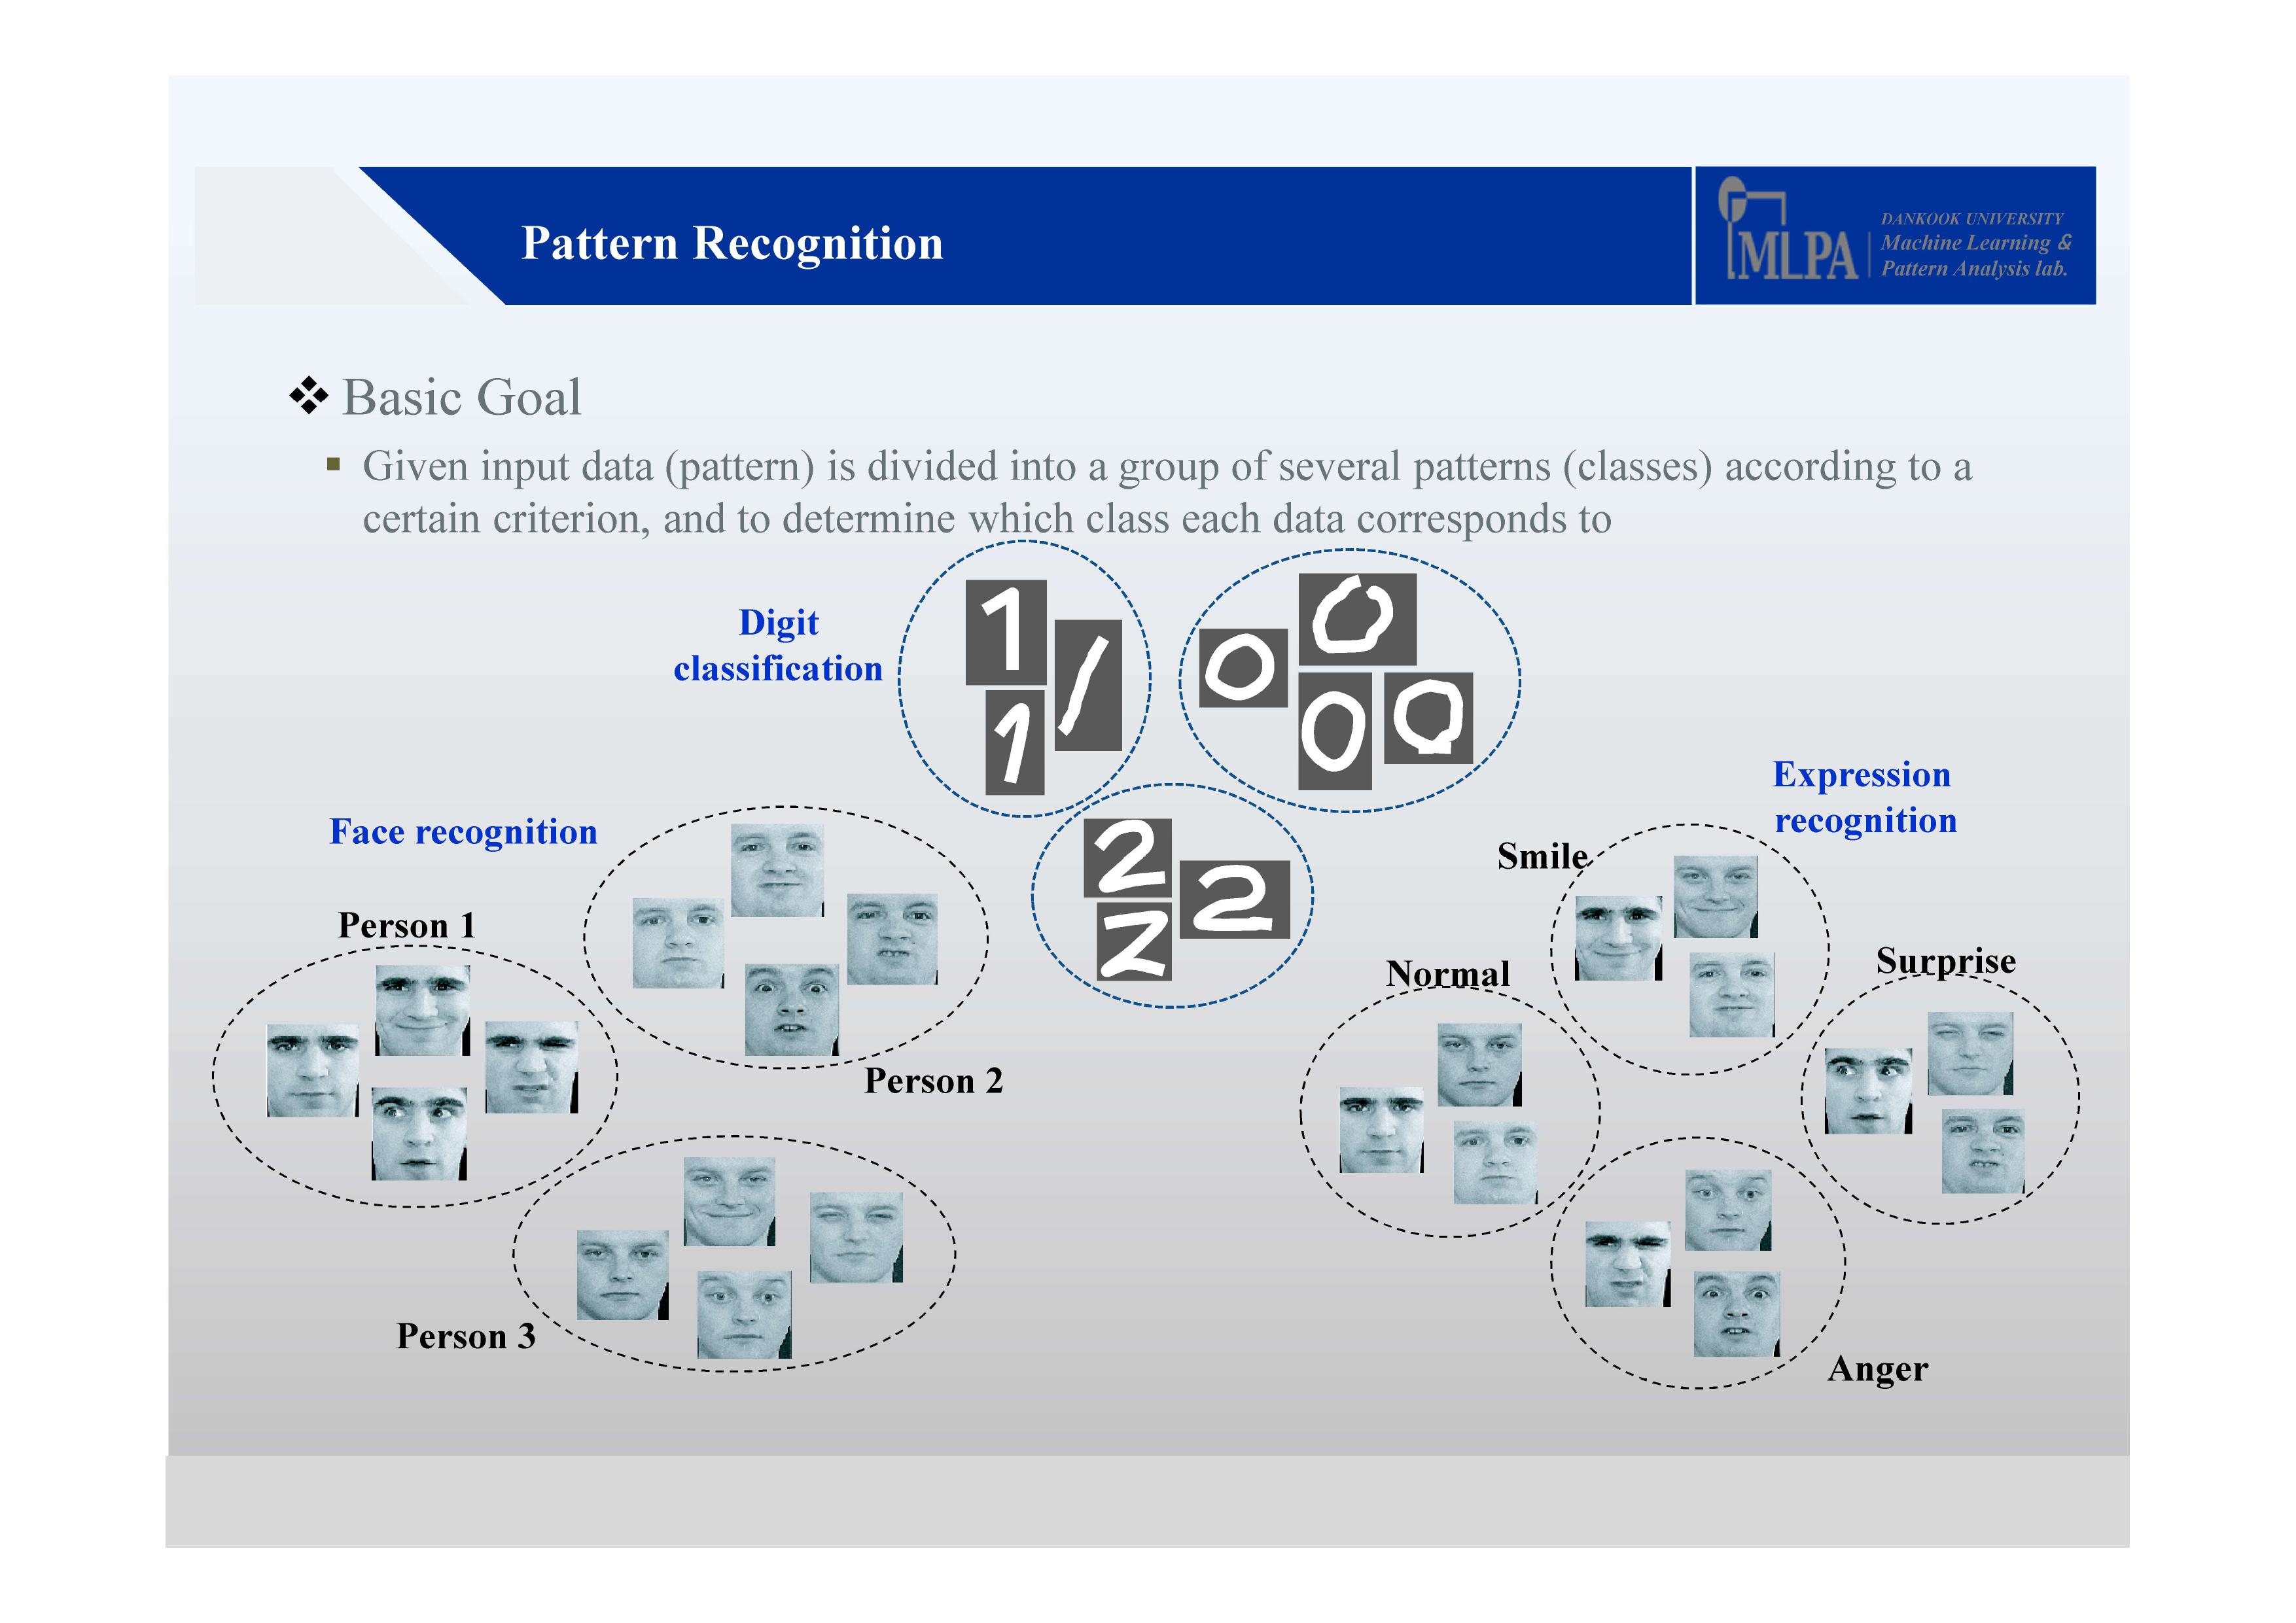 Pattern Recognition
MLPA
DANKOOK UNIVERSITY
Machine Learning &
Pattern Analysis lab.
❖ Basic Goal
▪ Given input data (pattern) is divided into a group of several patterns (classes) according to a
certain criterion, and to determine which class each data corresponds to
Digit
classification
1
1
1
0
0
0
0
2
2
2
Face recognition
Person 1
Person 2
Person 3
Expression
recognition
Smile
Normal
Surprise
Anger